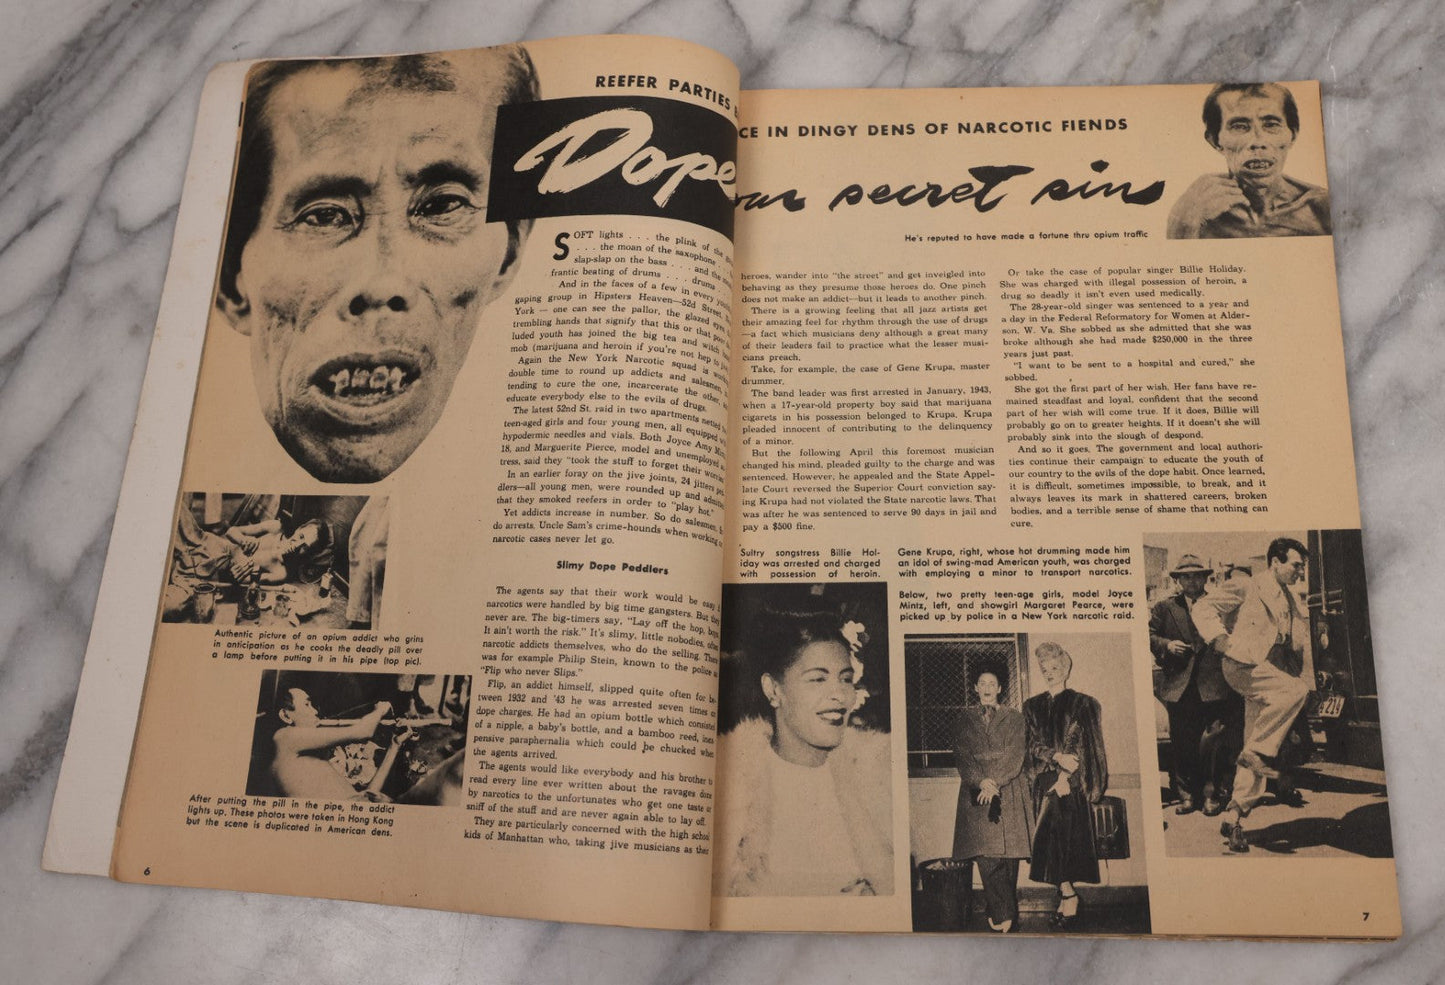 REEFER PARTIES
CE IN DINGY DENS OF NARCOTIC FIENDS
Dope
our secret sins
He's reputed to have made a fortune thru opium traffic
SOFT lights . . . the plink of the
. . . the moan of the saxophone . .
slap-slap on the bass . . . and the
frantic beating of drums . . . drums
And in the faces of a few in every
gaping group in Hipsters Heaven—52d Street,
York — one can see the pallor, the glazed eyes
trembling hands that signify that this or that poor
luded youth has joined the big tea and witch
mob (marijuana and heroin if you're not hep to
Again the New York Narcotic squad is
double time to round up addicts and salesmen,
tending to cure the one, incarcerate the other,
educate everybody else to the evils of drugs.
The latest 52nd St. raid in two apartments netted
teen-aged girls and four young men, all equipped
hypodermic needles and vials. Both Joyce Amy
18, and Marguerite Pierce, model and unemployed
tress, said they "took the stuff to forget their
In an earlier foray on the jive joints, 24 jitters
dlers—all young men, were rounded up and
that they smoked reefers in order to "play hot."
Yet addicts increase in number. So do salesmen.
do arrests. Uncle Sam's crime-hounds when working
narcotic cases never let go.
Slimy Dope Peddlers
The agents say that their work would be easy
narcotics were handled by big time gangsters. But they
never are. The big-timers say, "Lay off the hop, boys
It ain't worth the risk." It's slimy, little nobodies,
narcotic addicts themselves, who do the selling. There
was for example Philip Stein, known to the police as
"Flip who never Slips."
Flip, an addict himself, slipped quite often for be-
tween 1932 and '43 he was arrested seven times on
dope charges. He had an opium bottle which consisted
of a nipple, a baby's bottle, and a bamboo reed, inex-
pensive paraphernalia which could be chucked when
the agents arrived.
The agents would like everybody and his brother to
read every line ever written about the ravages done
by narcotics to the unfortunates who get one taste or
sniff of the stuff and are never again able to lay off.
They are particularly concerned with the high school
kids of Manhattan who, taking jive musicians as their
Authentic picture of an opium addict who grins
in anticipation as he cooks the deadly pill over
a lamp before putting it in his pipe (top pic).
After putting the pill in the pipe, the addict
lights up. These photos were taken in Hong Kong
but the scene is duplicated in American dens.
6
heroes, wander into "the street" and get inveigled into
behaving as they presume those heroes do. One pinch
does not make an addict—but it leads to another pinch.
There is a growing feeling that all jazz artists get
their amazing feel for rhythm through the use of drugs
—a fact which musicians deny although a great many
of their leaders fail to practice what the lesser musi-
cians preach.
Take, for example, the case of Gene Krupa, master
drummer.
The band leader was first arrested in January, 1943,
when a 17-year-old property boy said that marijuana
cigarets in his possession belonged to Krupa. Krupa
pleaded innocent of contributing to the delinquency
of a minor.
But the following April this foremost musician
changed his mind, pleaded guilty to the charge and was
sentenced. However, he appealed and the State Appel-
late Court reversed the Superior Court conviction say-
ing Krupa had not violated the State narcotic laws. That
was after he was sentenced to serve 90 days in jail and
pay a $500 fine.
Or take the case of popular singer Billie Holiday.
She was charged with illegal possession of heroin, a
drug so deadly it isn't even used medically.
The 28-year-old singer was sentenced to a year and
a day in the Federal Reformatory for Women at Alder-
son, W. Va. She sobbed as she admitted that she was
broke although she had made $250,000 in the three
years just past.
"I want to be sent to a hospital and cured," she
sobbed.
She got the first part of her wish. Her fans have re-
mained steadfast and loyal, confident that the second
part of her wish will come true. If it does, Billie will
probably go on to greater heights. If it doesn't she will
probably sink into the slough of despond.
And so it goes. The government and local authori-
ties continue their campaign to educate the youth of
our country to the evils of the dope habit. Once learned,
it is difficult, sometimes impossible, to break, and it
always leaves its mark in shattered careers, broken
bodies, and a terrible sense of shame that nothing can
cure.
Sultry songstress Billie Hol-
iday was arrested and charged
with possession of heroin.
Gene Krupa, right, whose hot drumming made him
an idol of swing-mad American youth, was charged
with employing a minor to transport narcotics.
Below, two pretty teen-age girls, model Joyce
Mintz, left, and showgirl Margaret Pearce, were
picked up by police in a New York narcotic raid.
214
7